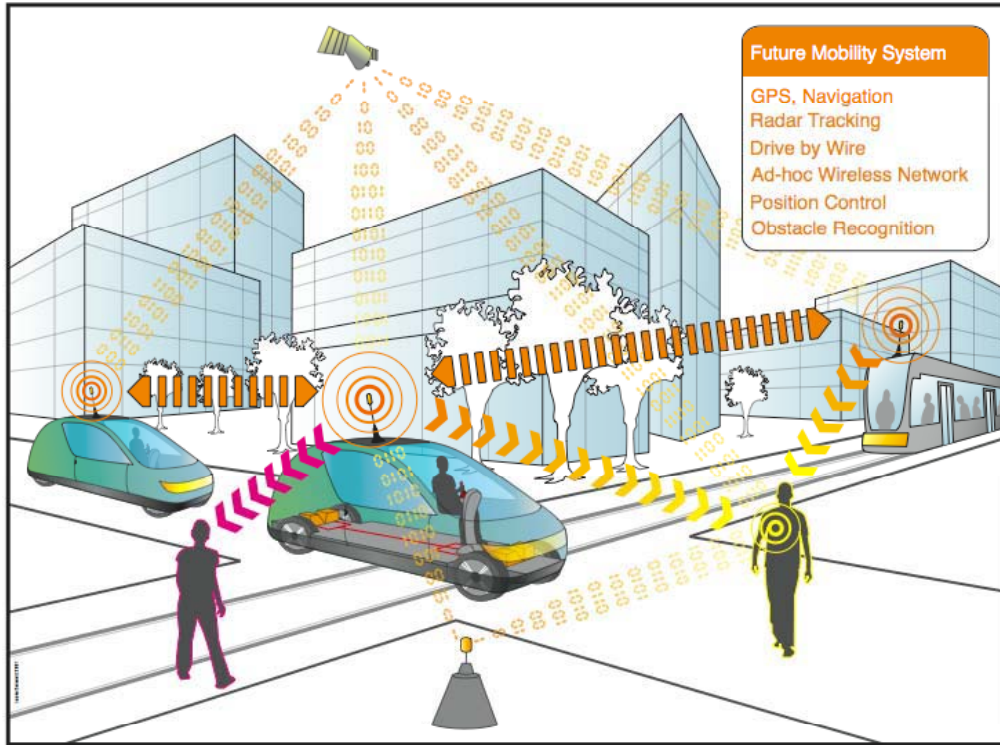 Future Mobility System
GPS, Navigation
Radar Tracking
Drive by Wire
Ad-hoc Wireless Network
Position Control
Obstacle Recognition